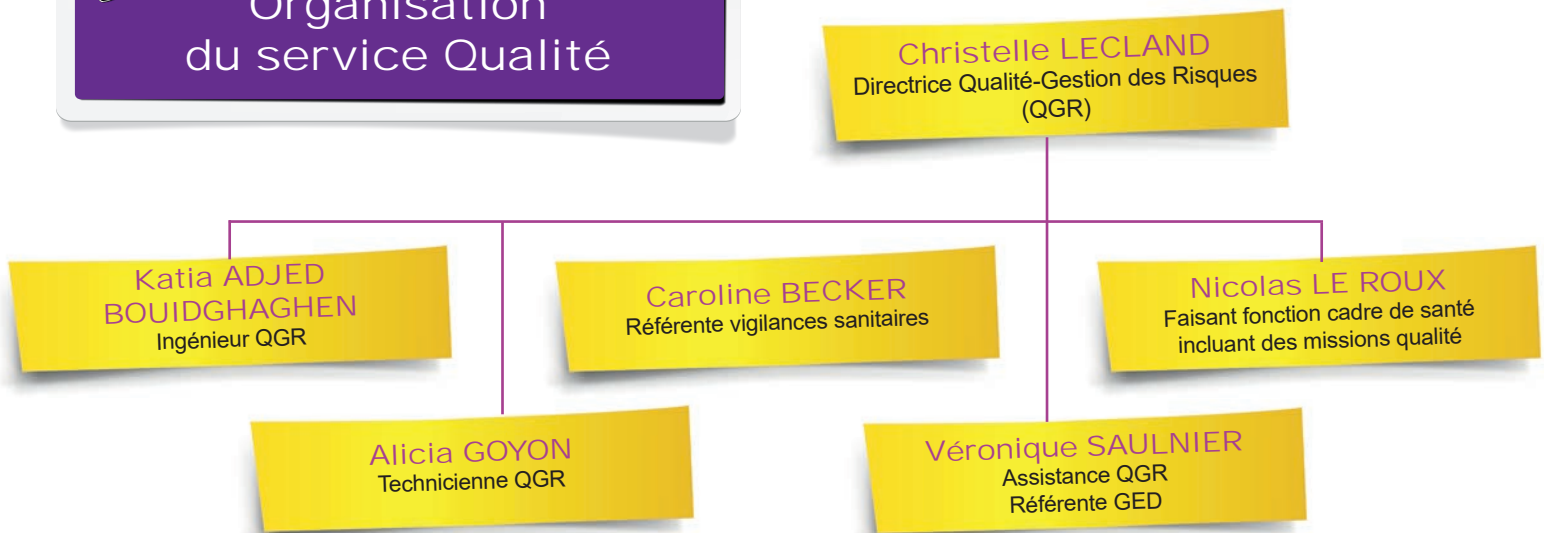 Organisation
du service Qualité
Christelle LECLAND
Directrice Qualité-Gestion des Risques
(QGR)
Katia ADJED
BOUIDGHAGHEN
Ingénieur QGR
Caroline BECKER
Référente vigilances sanitaires
Nicolas LE ROUX
Faisant fonction cadre de santé
incluant des missions qualité
Alicia GOYON
Technicienne QGR
Véronique SAULNIER
Assistance QGR
Référente GED